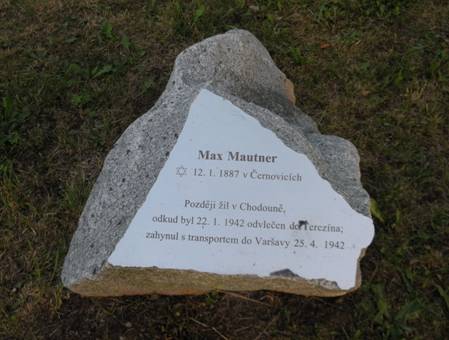 Max Mautner
✡ 12. 1. 1887 v Černovicích
Později žil v Chodouně,
odkud byl 22. 1. 1942 odvlečen do Terezína;
zahynul s transportem do Varšavy 25. 4. 1942